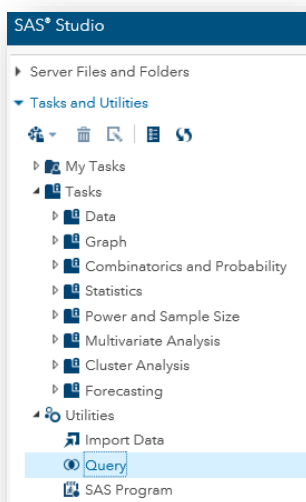 SAS® Studio
Server Files and Folders
Tasks and Utilities
My Tasks
Tasks
Data
Graph
Combinatorics and Probability
Statistics
Power and Sample Size
Multivariate Analysis
Cluster Analysis
Forecasting
Utilities
Import Data
Query
SAS Program